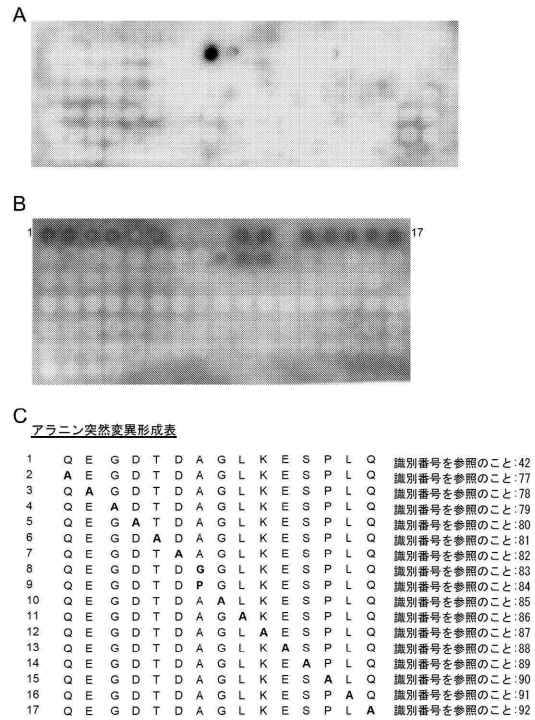 A
B
1 17
C
アラニン突然変異形成表
1 Q E G D T D A G L K E S P L Q 識別番号を参照のこと:42
2 A E G D T D A G L K E S P L Q 識別番号を参照のこと:77
3 Q A G D T D A G L K E S P L Q 識別番号を参照のこと:78
4 Q E A D T D A G L K E S P L Q 識別番号を参照のこと:79
5 Q E G A T D A G L K E S P L Q 識別番号を参照のこと:80
6 Q E G D A D A G L K E S P L Q 識別番号を参照のこと:81
7 Q E G D T A A G L K E S P L Q 識別番号を参照のこと:82
8 Q E G D T D G G L K E S P L Q 識別番号を参照のこと:83
9 Q E G D T D P G L K E S P L Q 識別番号を参照のこと:84
10 Q E G D T D A A L K E S P L Q 識別番号を参照のこと:85
11 Q E G D T D A G A K E S P L Q 識別番号を参照のこと:86
12 Q E G D T D A G L A E S P L Q 識別番号を参照のこと:87
13 Q E G D T D A G L K A S P L Q 識別番号を参照のこと:88
14 Q E G D T D A G L K E A P L Q 識別番号を参照のこと:89
15 Q E G D T D A G L K E S A L Q 識別番号を参照のこと:90
16 Q E G D T D A G L K E S P A Q 識別番号を参照のこと:91
17 Q E G D T D A G L K E S P L A 識別番号を参照のこと:92